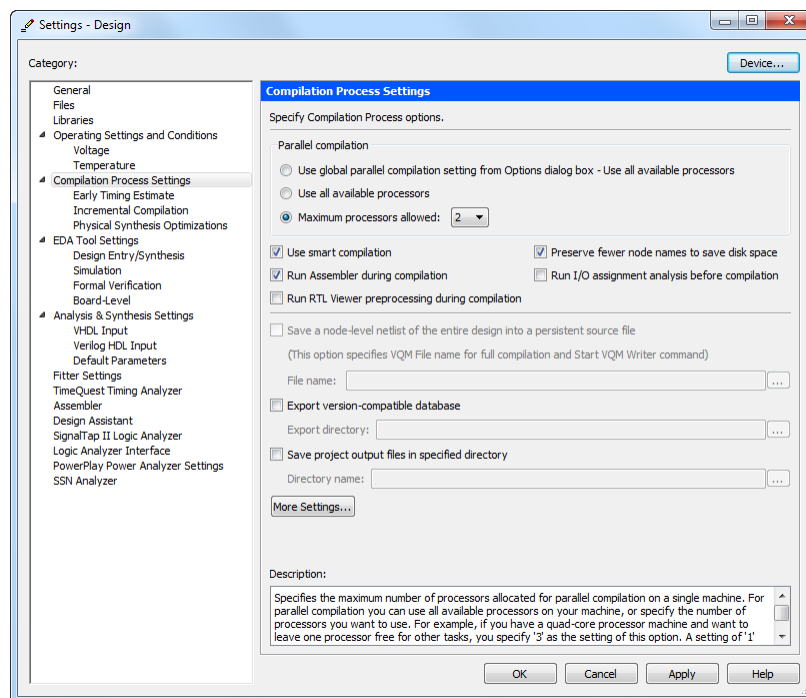 Settings - Design
Category:
Device...
General
Files
Libraries
Operating Settings and Conditions
Voltage
Temperature
Compilation Process Settings
Early Timing Estimate
Incremental Compilation
Physical Synthesis Optimizations
EDA Tool Settings
Design Entry/Synthesis
Simulation
Formal Verification
Board-Level
Analysis & Synthesis Settings
VHDL Input
Verilog HDL Input
Default Parameters
Fitter Settings
TimeQuest Timing Analyzer
Assembler
Design Assistant
SignalTap II Logic Analyzer
Logic Analyzer Interface
PowerPlay Power Analyzer Settings
SSN Analyzer
Compilation Process Settings
Specify Compilation Process options.
Parallel compilation
Use global parallel compilation setting from Options dialog box - Use all available processors
Use all available processors
Maximum processors allowed: 2
Use smart compilation
Preserve fewer node names to save disk space
Run Assembler during compilation
Run I/O assignment analysis before compilation
Run RTL Viewer preprocessing during compilation
Save a node-level netlist of the entire design into a persistent source file
(This option specifies VQM File name for full compilation and Start VQM Writer command)
File name: ...
Export version-compatible database
Export directory: ...
Save project output files in specified directory
Directory name: ...
More Settings...
Description:
Specifies the maximum number of processors allocated for parallel compilation on a single machine. For
parallel compilation you can use all available processors on your machine, or specify the number of
processors you want to use. For example, if you have a quad-core processor machine and want to
leave one processor free for other tasks, you specify '3' as the setting of this option. A setting of '1'
OK
Cancel
Apply
Help